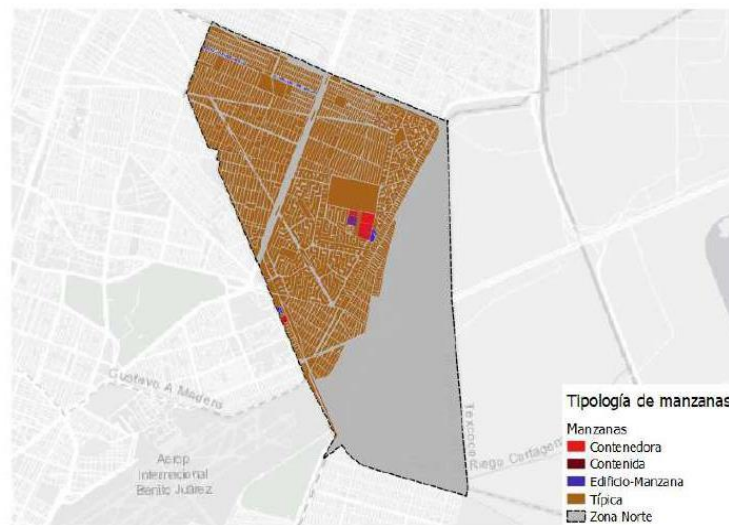 Gustavo A Madero
Aerop
Internacional
Benito Juárez
Texcoco
Riego Cartagena
Tipología de manzanas
Manzanas
Contenedora
Contenida
Edificio-Manzana
Típica
Zona Norte